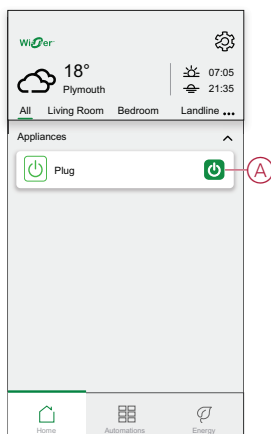 Wiser
18°
Plymouth
07:05
21:35
All Living Room Bedroom Landline ...
Appliances
Plug
A
Home Automations Energy